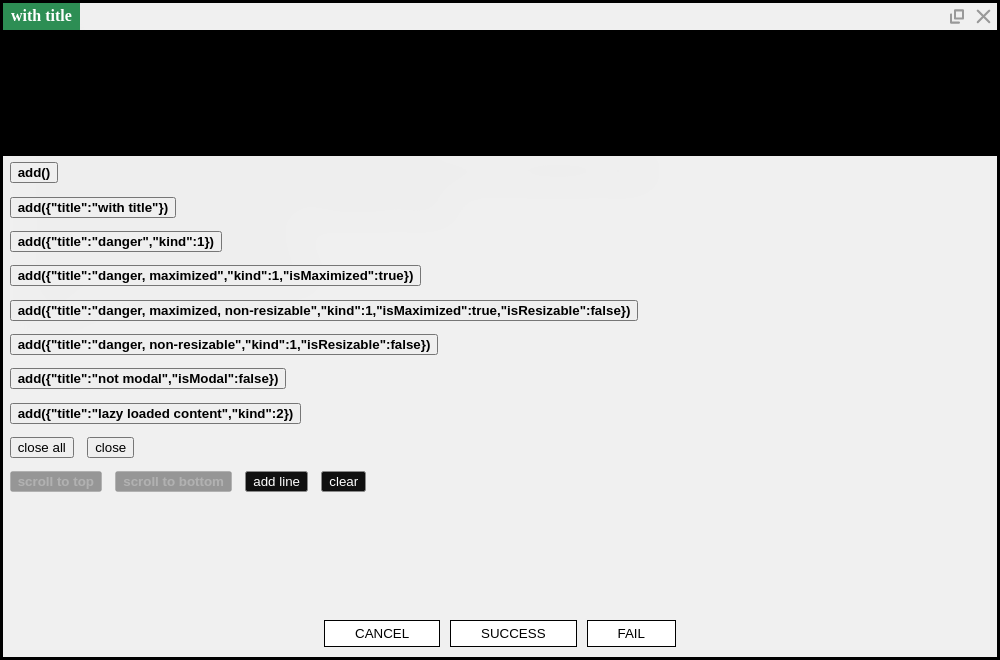 with title
add()
add({"title":"with title"})
add({"title":"danger","kind":1})
add({"title":"danger, maximized","kind":1,"isMaximized":true})
add({"title":"danger, maximized, non-resizable","kind":1,"isMaximized":true,"isResizable":false})
add({"title":"danger, non-resizable","kind":1,"isResizable":false})
add({"title":"not modal","isModal":false})
add({"title":"lazy loaded content","kind":2})
close all close
scroll to top scroll to bottom add line clear
CANCEL SUCCESS FAIL